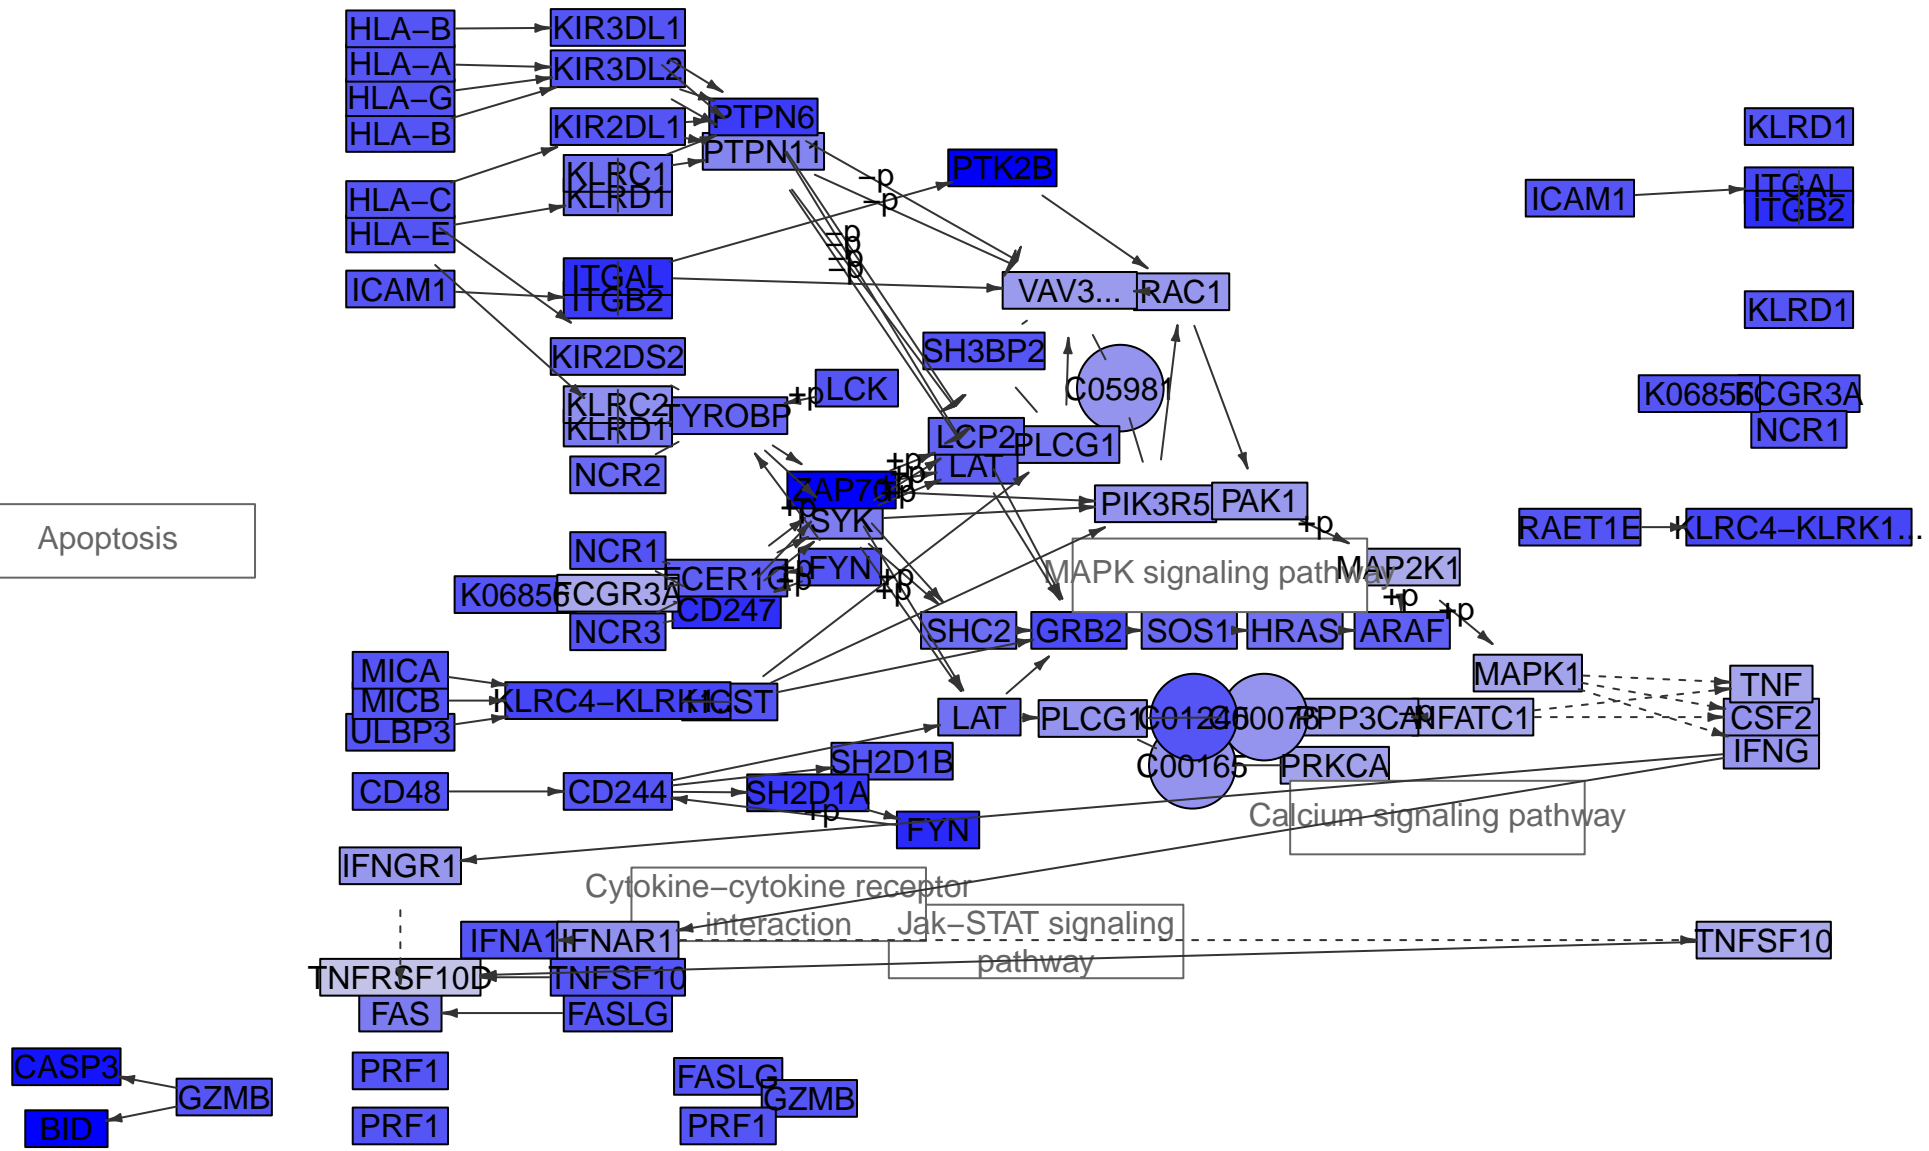 HLA−B
KIR3DL1
HLA−A
KIR3DL2
HLA−G
HLA−B
PTPN6
KIR2DL1
KLRD1
PTPN11
PTK2B
KLRC1
KLRD1
−p
−p
HLA−C
ICAM1
ITGAL
ITGB2
HLA−E
−p
−p
−p
−p
ICAM1
ITGAL
ITGB2
VAV3...
RAC1
KLRD1
KIR2DS2
SH3BP2
C05981
LCK
+p
KLRC2
KLRD1
TYROBP
K06856
FCGR3A
NCR1
LCP2
PLCG1
LAT
NCR2
+p
+p
+p
ZAP70
+p
SYK
PIK3R5
PAK1
+p
RAET1E
KLRC4−KLRK1...
Apoptosis
NCR1
FCER1G
+p
+p
FYN
+p
+p
MAPK signaling pathway
MAP2K1
K06856
FCGR3A
CD247
+p
+p
NCR3
SHC2
GRB2
SOS1
HRAS
ARAF
MICA
MICB
ULBP3
KLRC4−KLRK1...
HCST
MAPK1
TNF
CSF2
IFNG
LAT
PLCG1
C01245
C00076
PPP3CA
NFATC1
C00165
PRKCA
CD48
CD244
SH2D1B
SH2D1A
+p
FYN
Calcium signaling pathway
IFNGR1
Cytokine−cytokine receptor
interaction
Jak−STAT signaling
pathway
IFNA1
IFNAR1
TNFSF10
TNFRSF10D
TNFSF10
FAS
FASLG
CASP3
GZMB
BID
PRF1
PRF1
FASLG
GZMB
PRF1